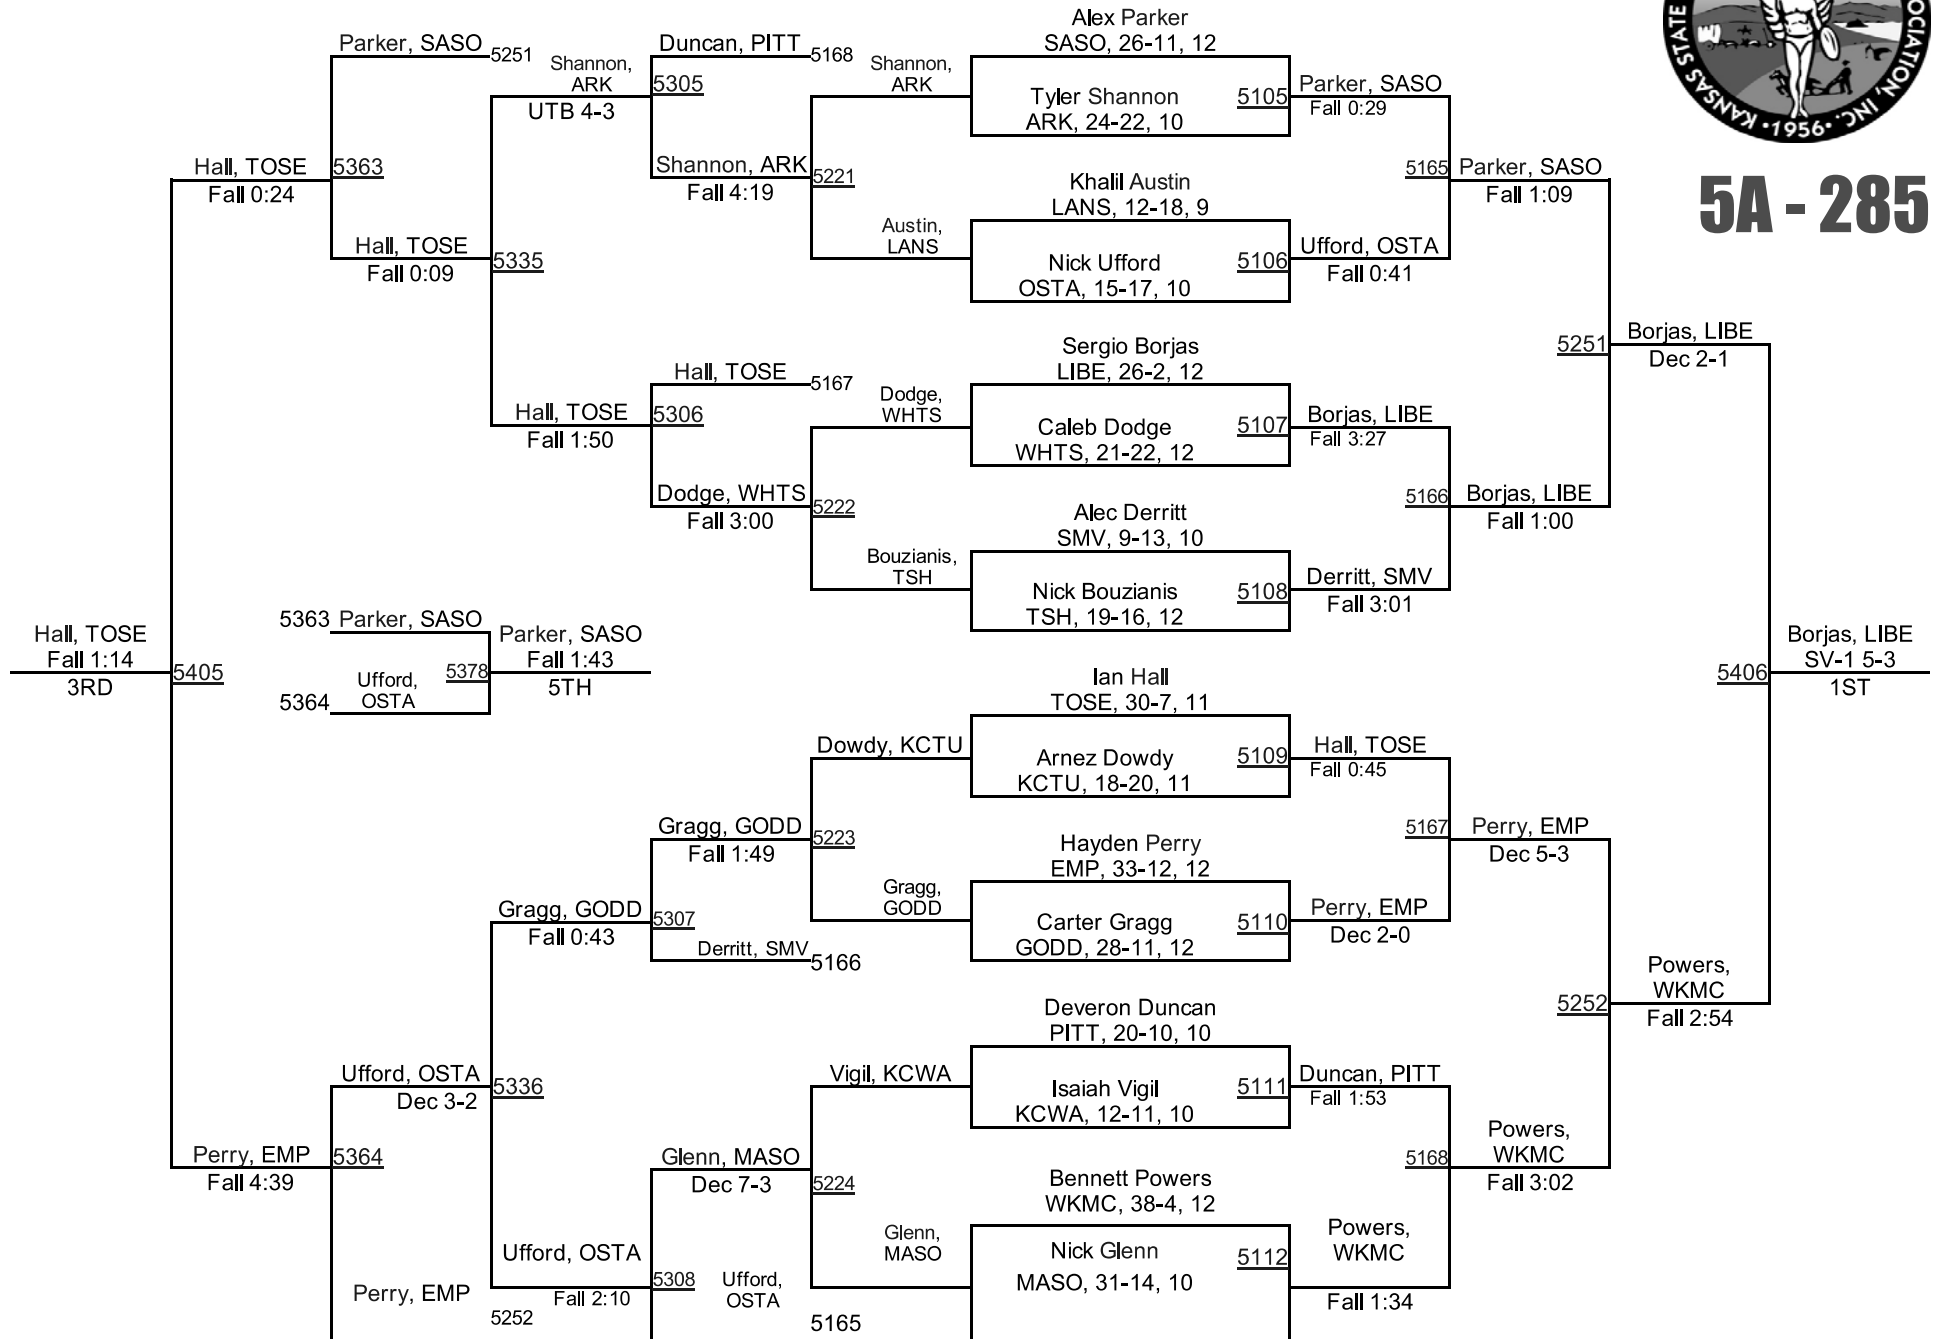 Alex Parker
Parker, SASO
5251
Shannon,
ARK
UTB 4-3
Duncan, PITT
5168
5305
Shannon,
ARK
SASO, 26-11, 12
Tyler Shannon
ARK, 24-22, 10
5105
Parker, SASO
Fall 0:29
KANSAS STATE
OCIATION, INC.
•1956•
5A - 285
Hall, TOSE
Fall 0:24
5363
Shannon, ARK
Fall 4:19
5221
Khalil Austin
LANS, 12-18, 9
5165
Parker, SASO
Fall 1:09
Hall, TOSE
Fall 0:09
5335
Austin,
LANS
Nick Ufford
OSTA, 15-17, 10
5106
Ufford, OSTA
Fall 0:41
Sergio Borjas
LIBE, 26-2, 12
5251
Borjas, LIBE
Dec 2-1
Hall, TOSE
5167
Hall, TOSE
Fall 1:50
5306
Dodge,
WHTS
Caleb Dodge
WHTS, 21-22, 12
5107
Borjas, LIBE
Fall 3:27
Dodge, WHTS
Fall 3:00
5222
Alec Derritt
SMV, 9-13, 10
5166
Borjas, LIBE
Fall 1:00
Bouzianis,
TSH
Nick Bouzianis
TSH, 19-16, 12
5108
Derritt, SMV
Fall 3:01
Hall, TOSE
Fall 1:14
3RD
5405
5363
Parker, SASO
Ufford,
OSTA
5364
5378
Parker, SASO
Fall 1:43
5TH
Ian Hall
TOSE, 30-7, 11
5406
Borjas, LIBE
SV-1 5-3
1ST
Dowdy, KCTU
Arnez Dowdy
KCTU, 18-20, 11
5109
Hall, TOSE
Fall 0:45
Gragg, GODD
Fall 1:49
5223
Hayden Perry
EMP, 33-12, 12
5167
Perry, EMP
Dec 5-3
Gragg, GODD
Fall 0:43
5307
Gragg,
GODD
Carter Gragg
GODD, 28-11, 12
5110
Perry, EMP
Dec 2-0
Derritt, SMV
5166
Deveron Duncan
PITT, 20-10, 10
5252
Powers,
WKMC
Fall 2:54
Ufford, OSTA
Dec 3-2
5336
Vigil, KCWA
Isaiah Vigil
KCWA, 12-11, 10
5111
Duncan, PITT
Fall 1:53
Perry, EMP
Fall 4:39
5364
Glenn, MASO
Dec 7-3
5224
Bennett Powers
WKMC, 38-4, 12
5168
Powers,
WKMC
Fall 3:02
Ufford, OSTA
Fall 2:10
5308
Glenn,
MASO
Nick Glenn
MASO, 31-14, 10
5112
Powers,
WKMC
Fall 1:34
Perry, EMP
5252
Ufford,
OSTA
5165